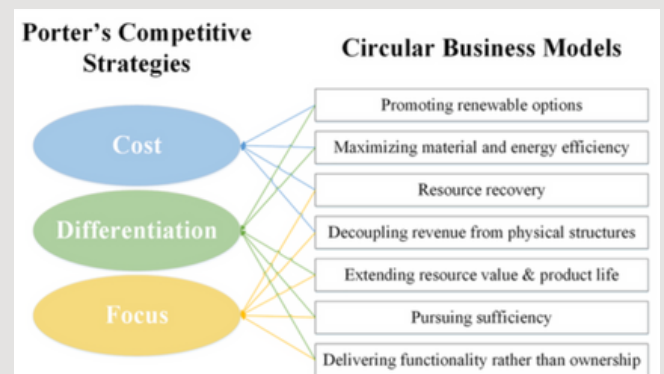 Porter's Competitive
Strategies
Circular Business Models
Cost
Differentiation
Focus
Promoting renewable options
Maximizing material and energy efficiency
Resource recovery
Decoupling revenue from physical structures
Extending resource value & product life
Pursuing sufficiency
Delivering functionality rather than ownership